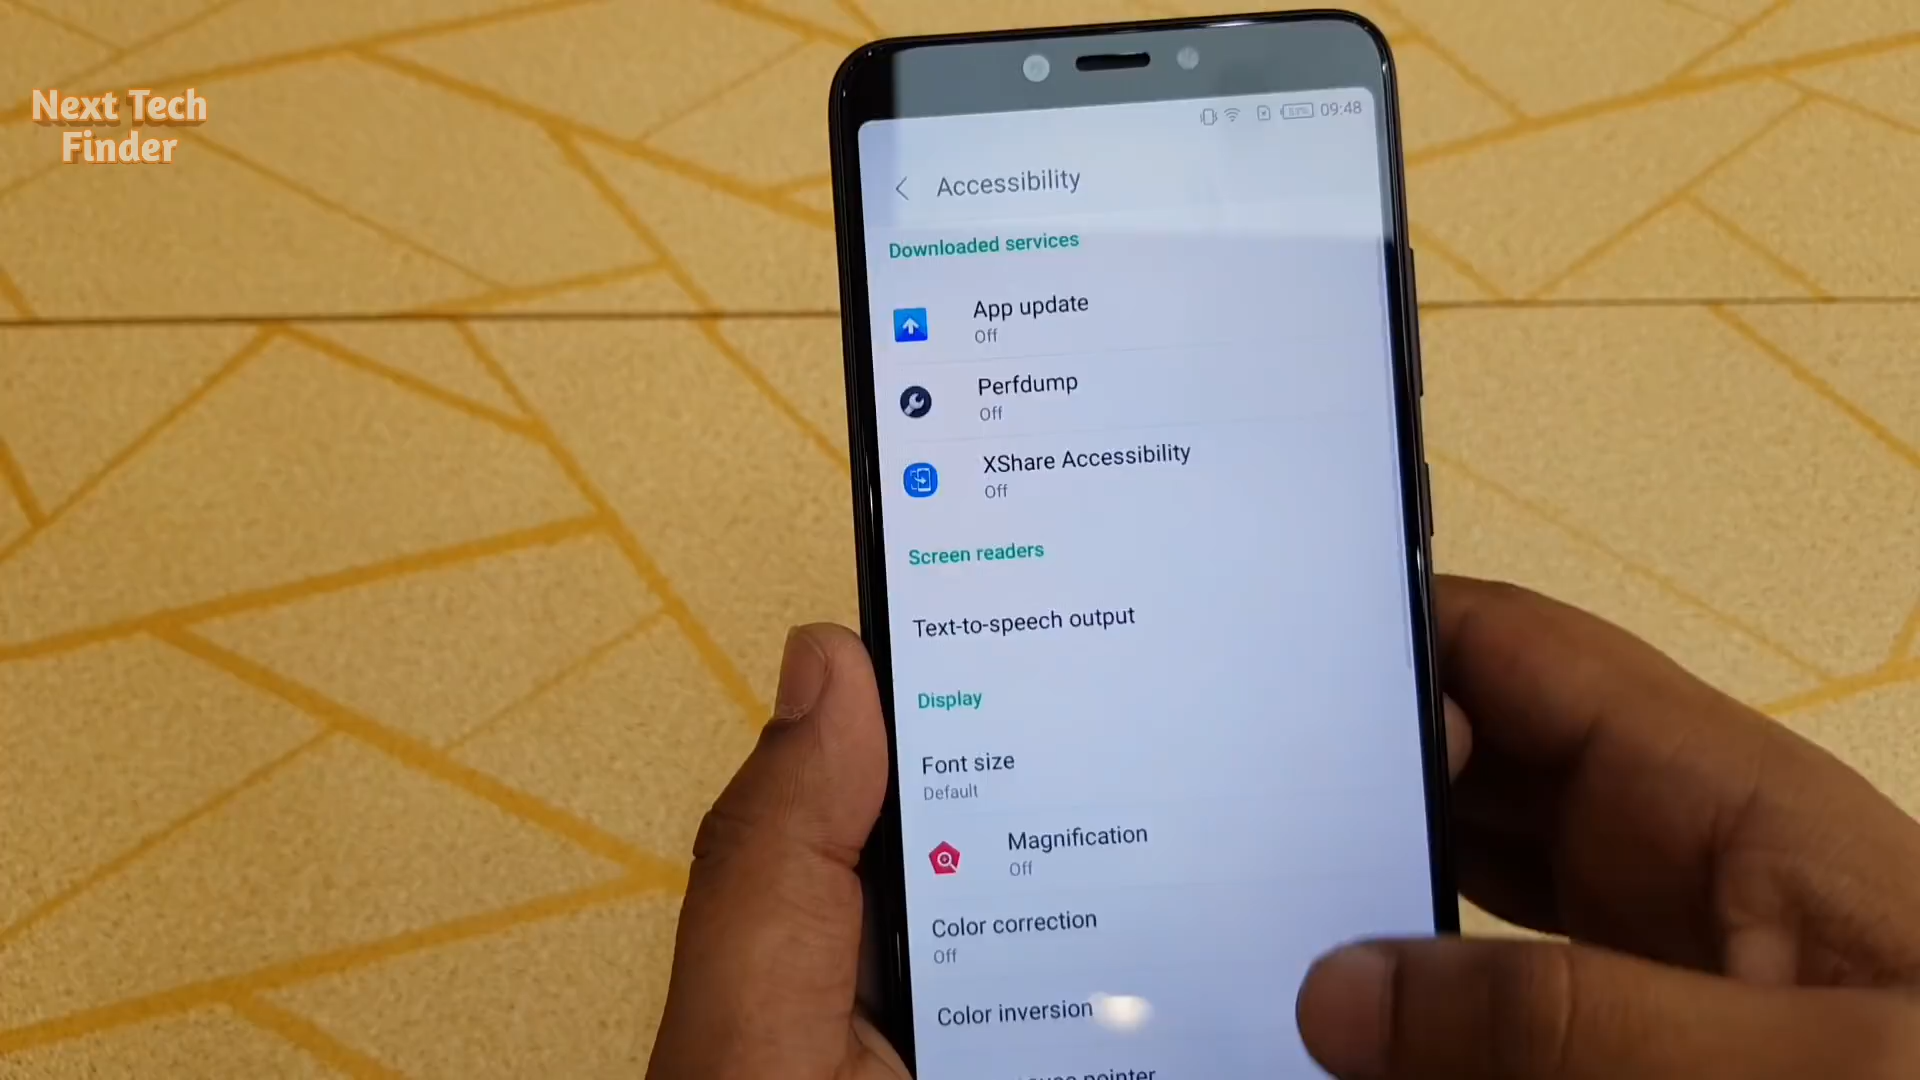 Next Tech
Finder
09:48
Accessibility
Downloaded services
App update
Off
Perfdump
Off
XShare Accessibility
Off
Screen readers
Text-to-speech output
Display
Font size
Default
Magnification
Off
Color correction
Off
Color inversion
pointer